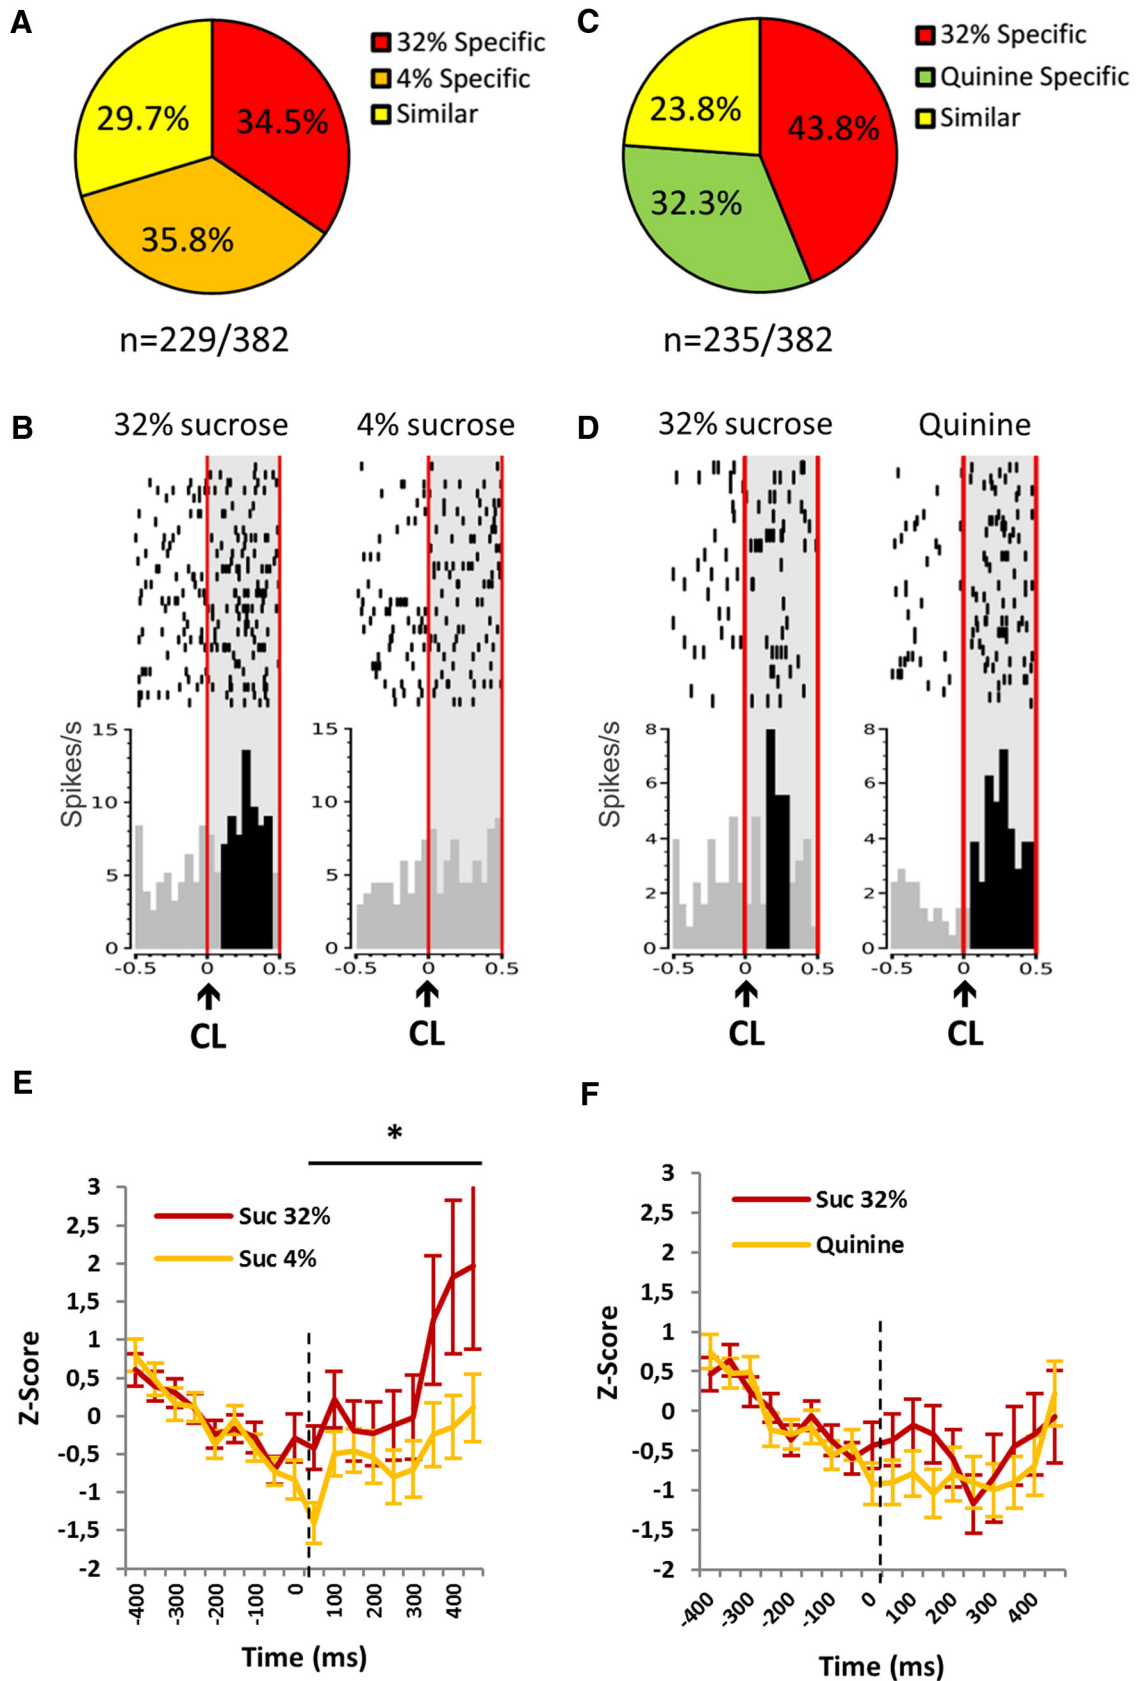 A
32% Specific
4% Specific
Similar
29.7%
34.5%
35.8%
n=229/382
C
32% Specific
Quinine Specific
Similar
23.8%
43.8%
32.3%
n=235/382
B
32% sucrose
4% sucrose
Spikes/s
15
10
5
0
-0.5 0 0.5
CL
15
10
5
0
-0.5 0 0.5
CL
D
32% sucrose
Quinine
Spikes/s
8
6
4
2
0
-0.5 0 0.5
CL
8
6
4
2
0
-0.5 0 0.5
CL
E
*
Suc 32%
Suc 4%
Z-Score
3
2,5
2
1,5
1
0,5
0
-0,5
-1
-1,5
-2
-400 -300 -200 -100 0 100 200 300 400
Time (ms)
F
Suc 32%
Quinine
Z-Score
3
2,5
2
1,5
1
0,5
0
-0,5
-1
-1,5
-2
-400 -300 -200 -100 0 100 200 300 400
Time (ms)